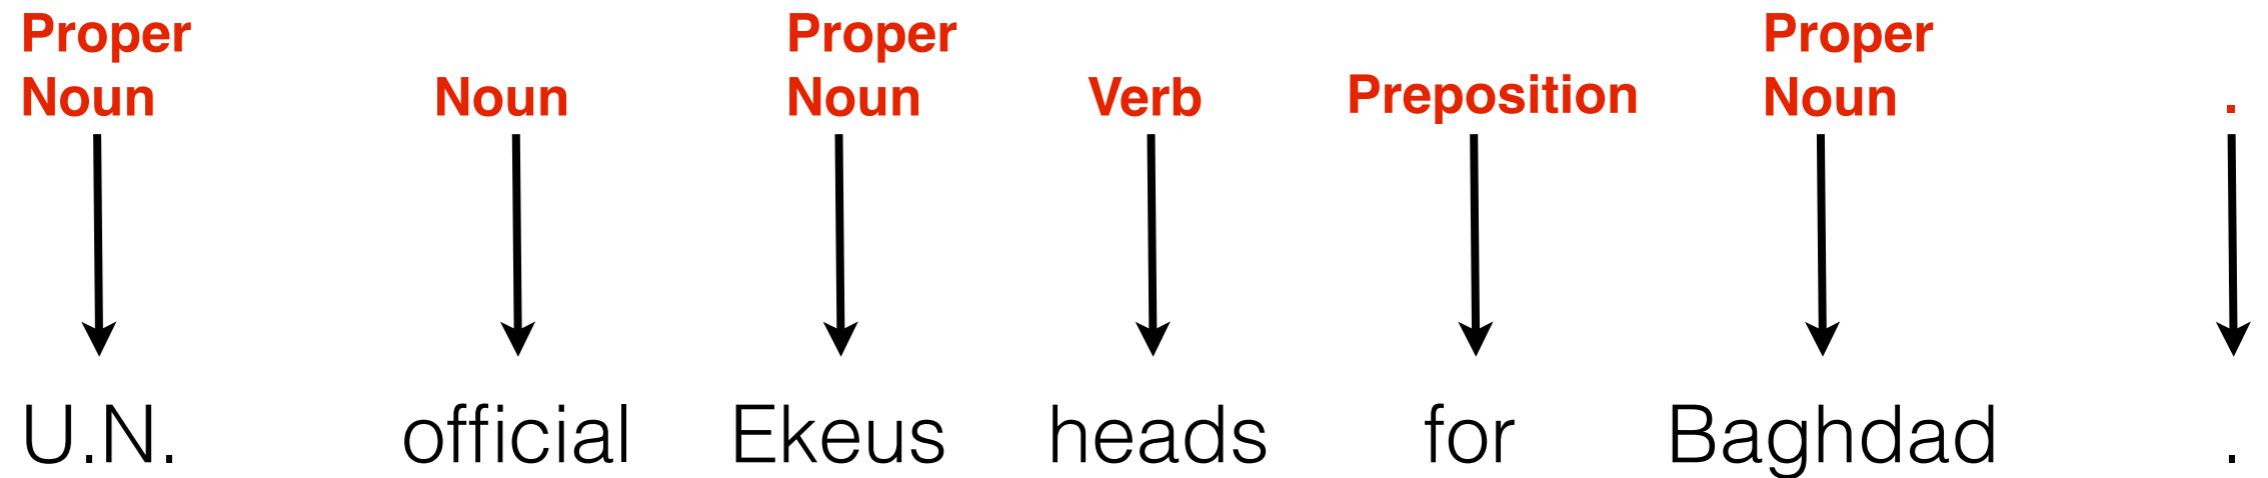 Proper Proper Proper
Noun Noun Noun Verb Preposition Noun .
U.N. official Ekeus heads for Baghdad .